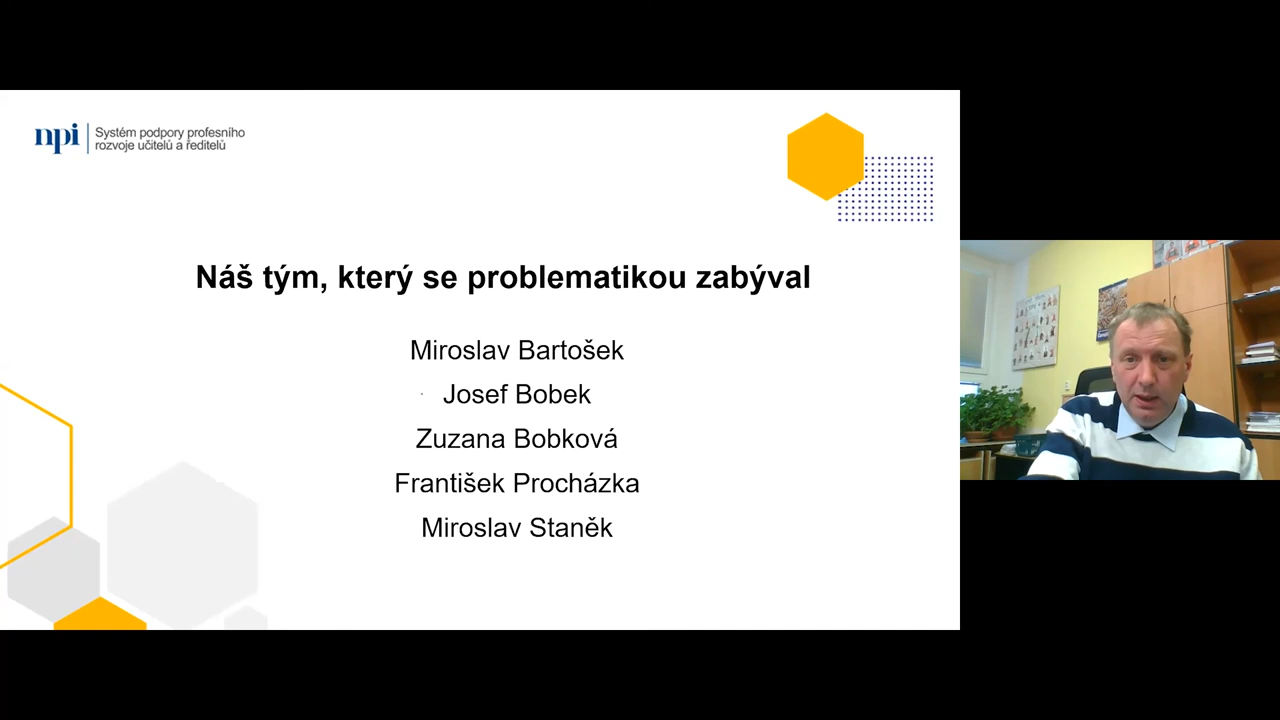 npi
Systém podpory profesního
rozvoje učitelů a ředitelů
Náš tým, který se problematikou zabýval
Miroslav Bartošek
Josef Bobek
Zuzana Bobková
František Procházka
Miroslav Staněk